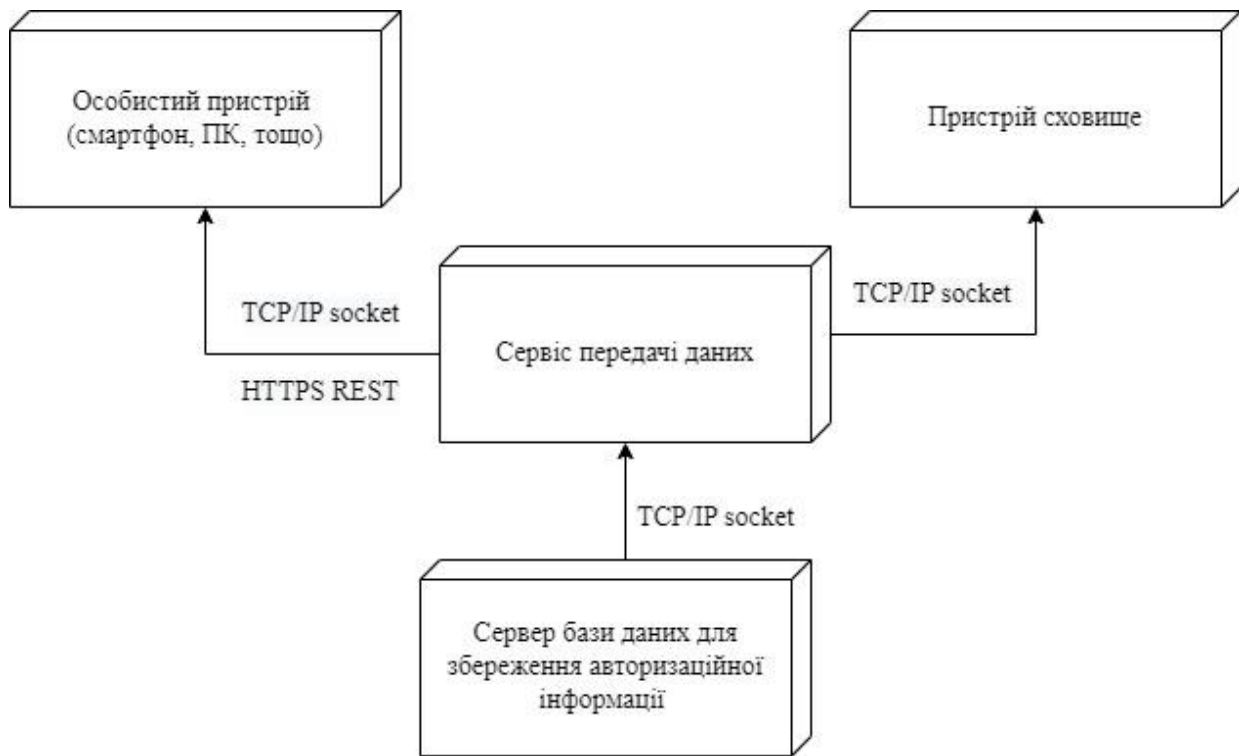 Особистий пристрій
(смартфон, ПК, тощо)
Пристрій сховище
TCP/IP socket
HTTPS REST
Сервіс передачі даних
TCP/IP socket
TCP/IP socket
Сервер бази даних для
збереження авторизаційної
інформації